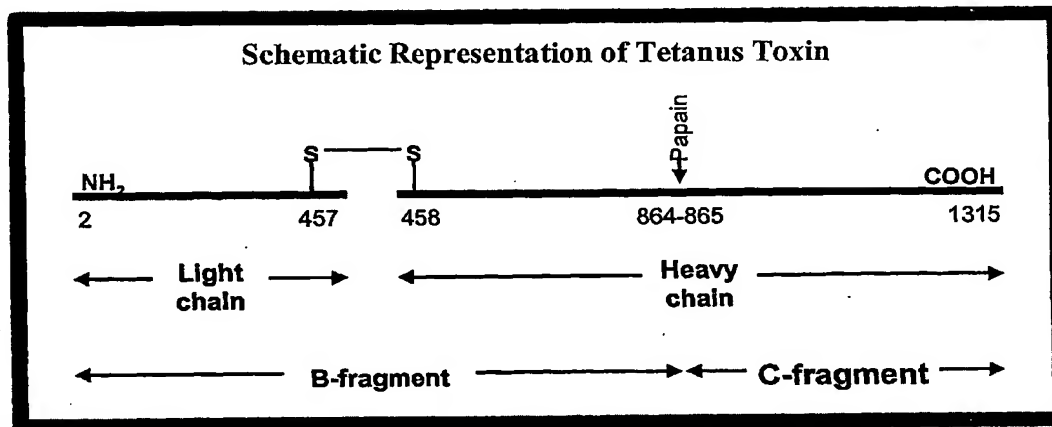 Schematic Representation of Tetanus Toxin
Papain
S S
NH2 COOH
2 457 458 864-865 1315
Light chain
Heavy chain
B-fragment C-fragment